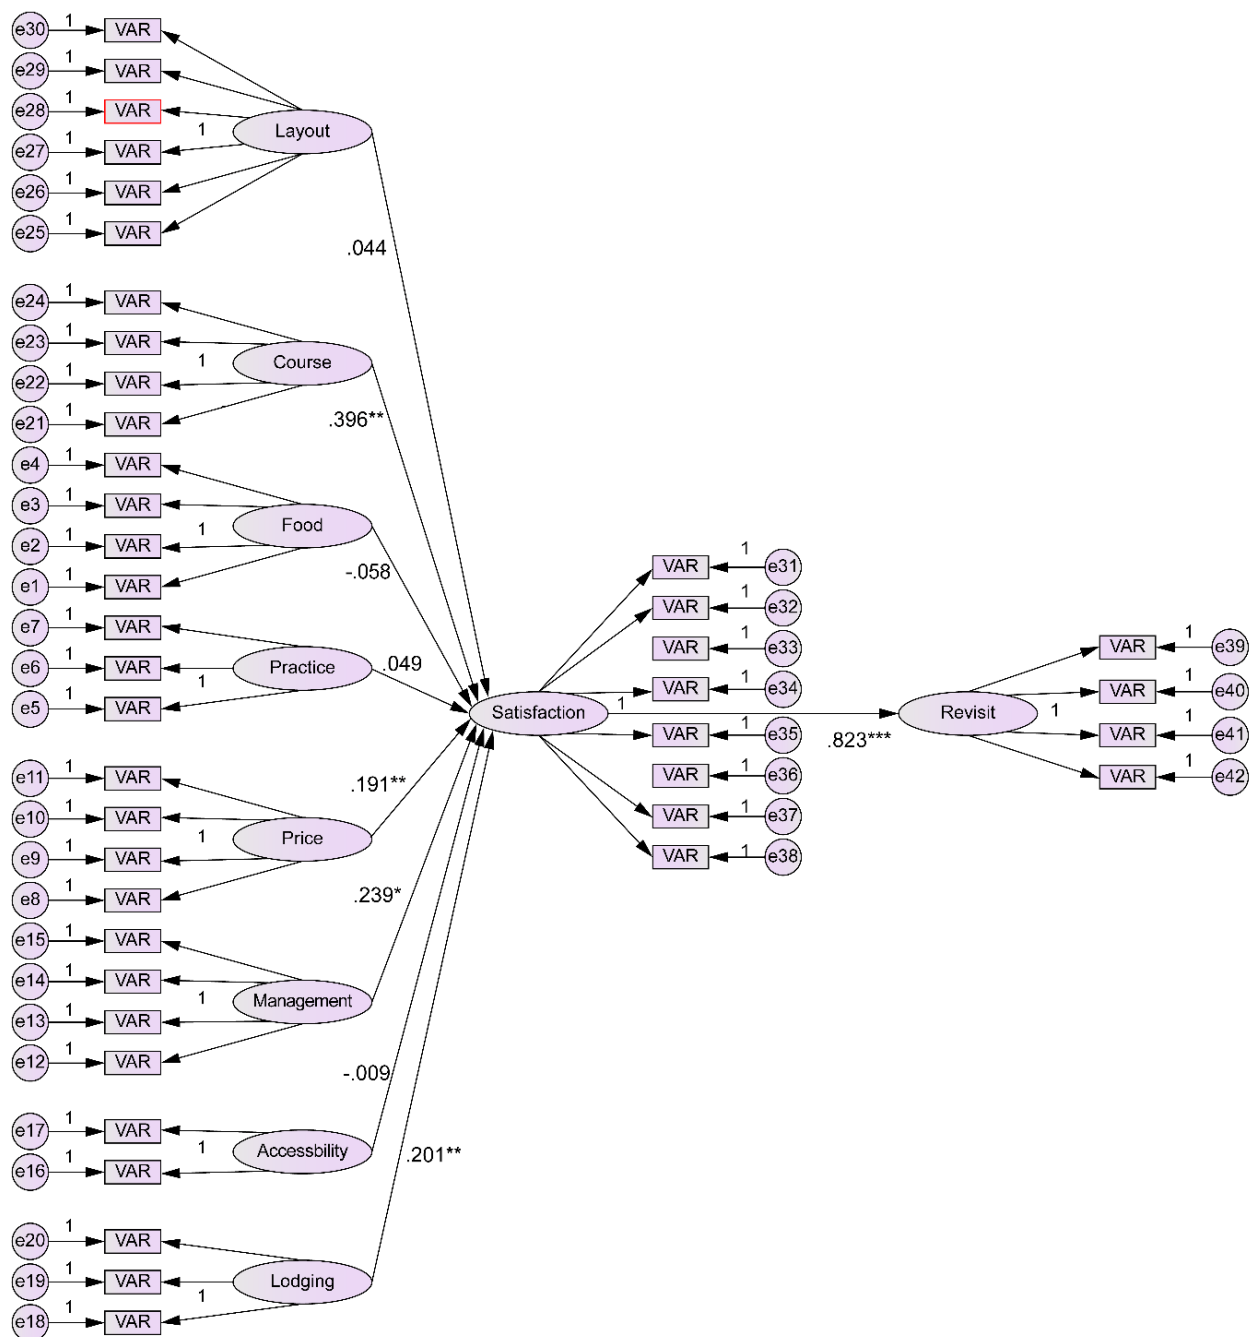 e30 1 VAR
e29 1 VAR
e28 1 VAR
1 Layout
e27 1 VAR
e26 1 VAR
e25 1 VAR
.044
e24 1 VAR
e23 1 VAR
1 Course
e22 1 VAR
e21 1 VAR
.396**
e4 1 VAR
e3 1 VAR
1 Food
e2 1 VAR
e1 1 VAR
-.058
e7 1 VAR
e6 1 VAR
1 Practice
.049
e5 1 VAR
e11 1 VAR
.191**
e10 1 VAR
1 Price
e9 1 VAR
e8 1 VAR
.239*
e15 1 VAR
e14 1 VAR
1 Management
e13 1 VAR
e12 1 VAR
-.009
e17 1 VAR
1 Accessbility
e16 1 VAR
.201**
e20 1 VAR
e19 1 VAR
1 Lodging
e18 1 VAR
Satisfaction
1
VAR 1 e31
VAR 1 e32
VAR 1 e33
VAR 1 e34
VAR 1 e35
VAR 1 e36
VAR 1 e37
VAR 1 e38
.823***
Revisit
1
VAR 1 e39
VAR 1 e40
VAR 1 e41
VAR 1 e42